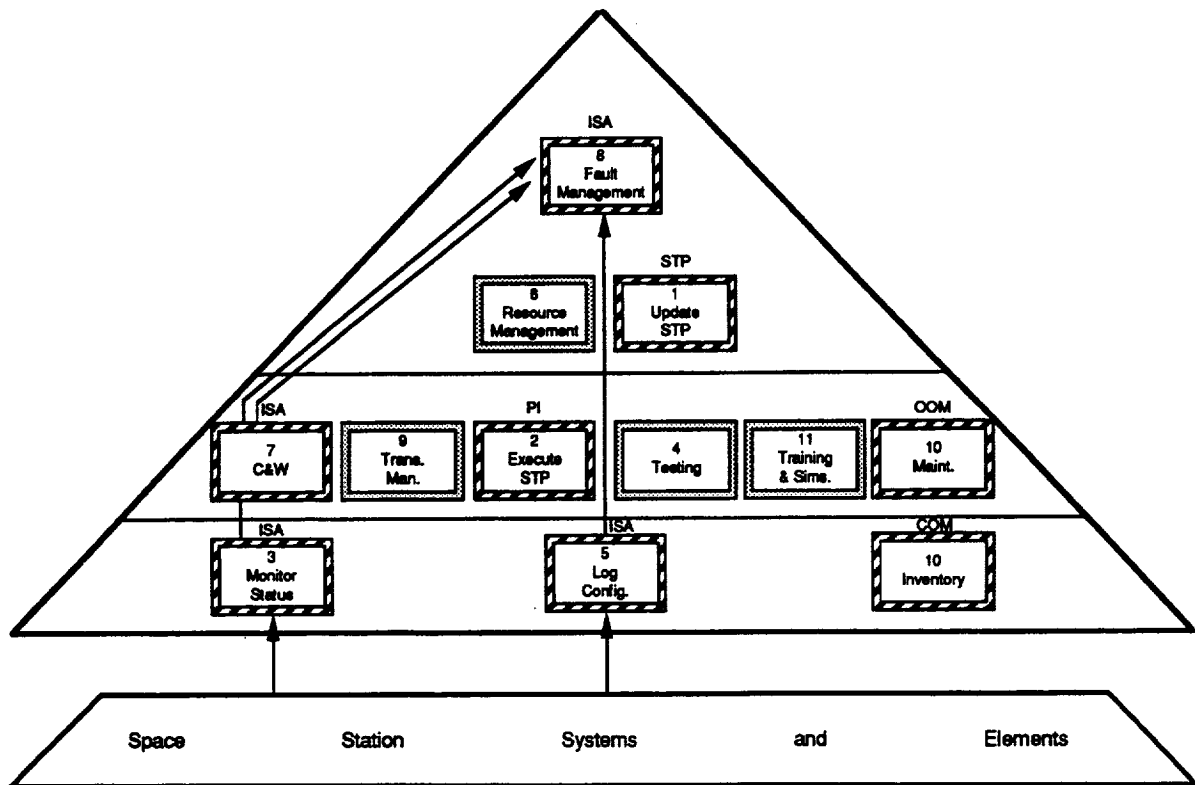 ISA
8
Fault
Management
STP
6
Resource
Management
1
Update
STP
ISA
PI
OOM
7
C&W
9
Trans.
Man.
2
Execute
STP
4
Testing
11
Training
& Sims.
10
Maint.
ISA
ISA
COM
3
Monitor
Status
5
Log
Config.
10
Inventory
Space Station Systems and Elements